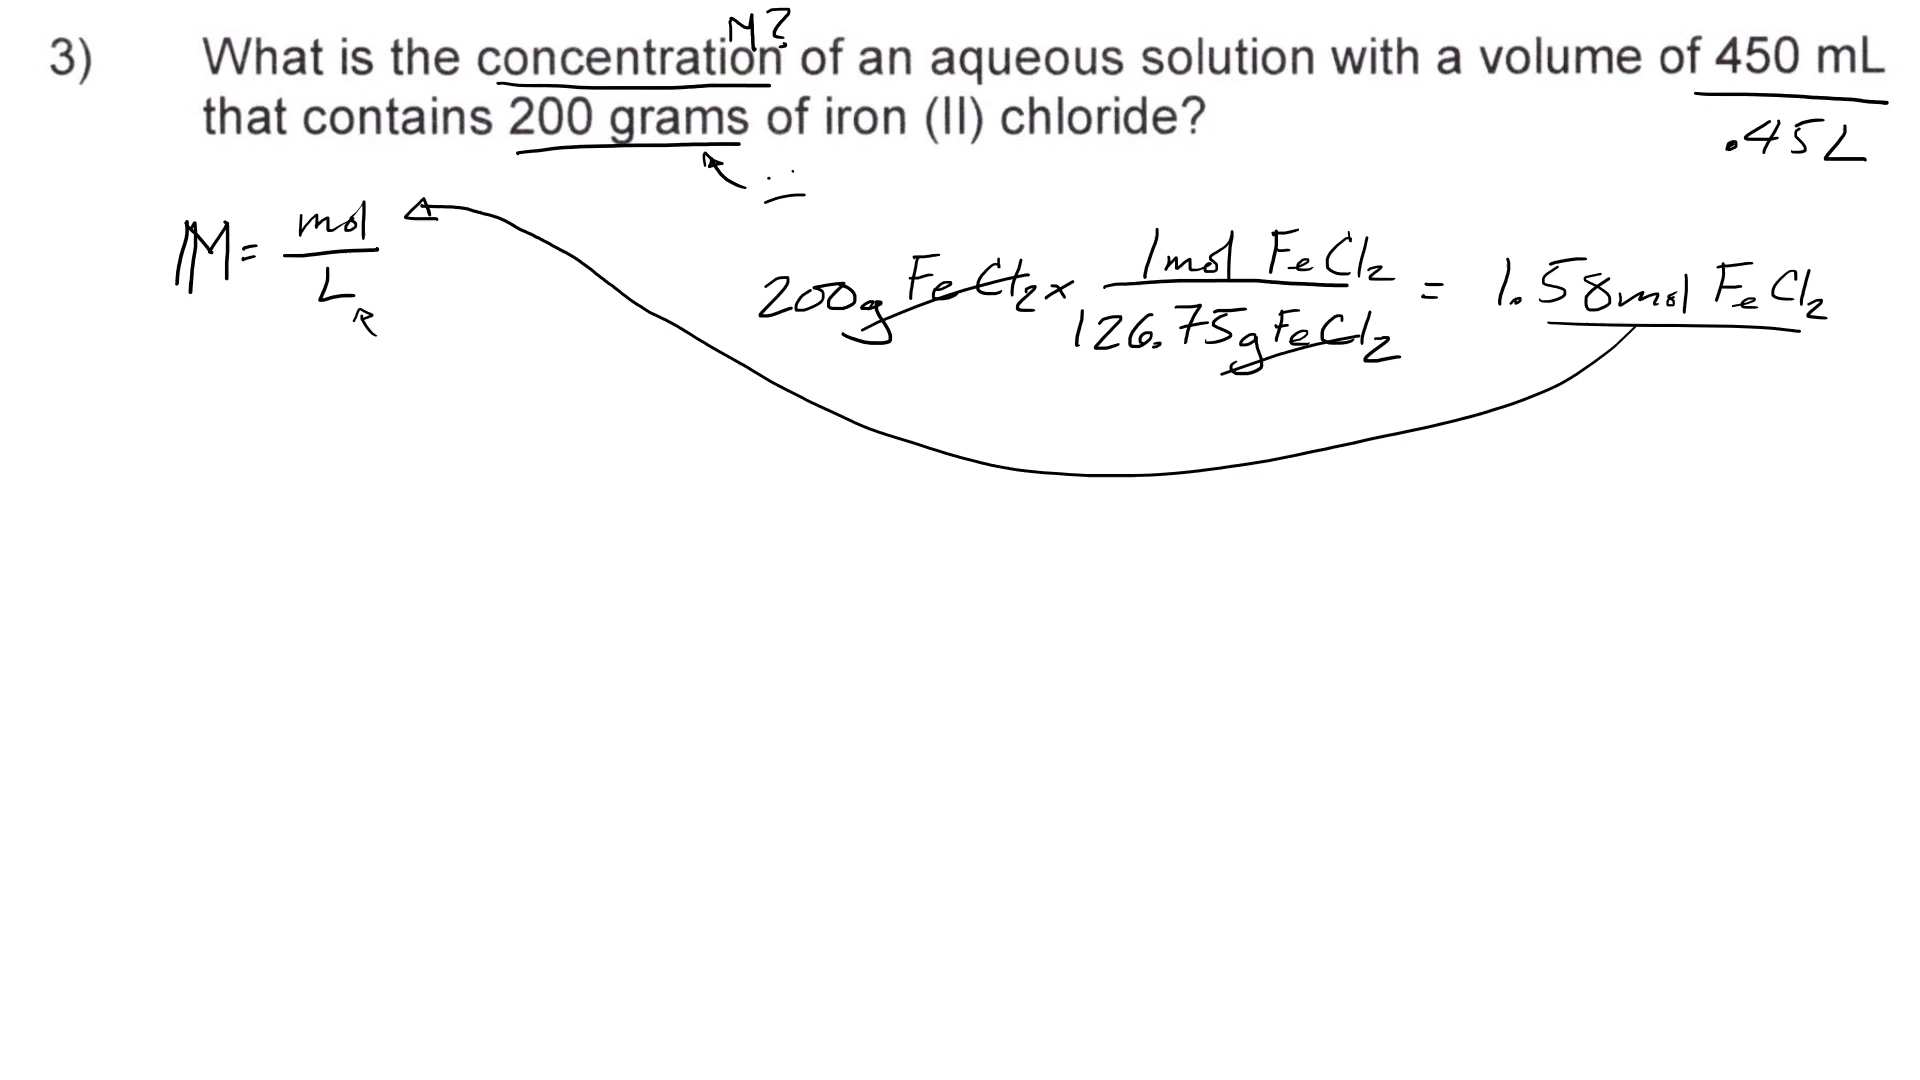 M?
3) What is the concentration of an aqueous solution with a volume of 450 mL
that contains 200 grams of iron (II) chloride?
.45L
M = mol / L
200g FeCl₂ x 1mol FeCl₂ / 126.75g FeCl₂ = 1.58mol FeCl₂